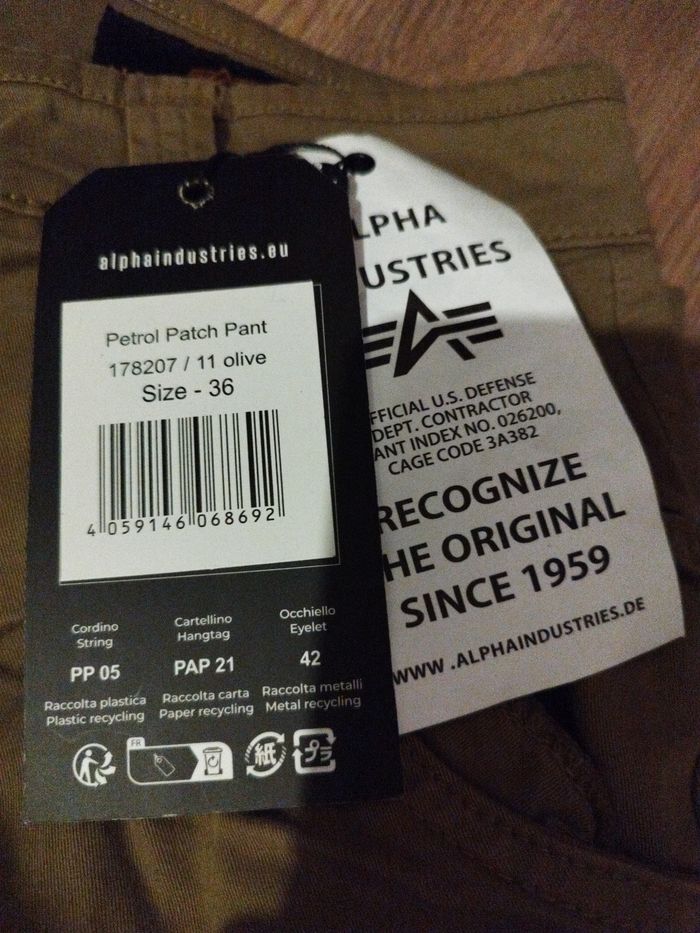 alphaindustries.eu
Petrol Patch Pant
178207 / 11 olive
Size - 36
4 059146 068692
Cordino
String
PP 05
Raccolta plastica
Plastic recycling
Cartellino
Hangtag
PAP 21
Raccolta carta
Paper recycling
Occhiello
Eyelet
42
Raccolta metalli
Metal recycling
FR
紙
プラ
LPHA
USTRIES
FFICIAL U.S. DEFENSE
DEPT. CONTRACTOR
ANT INDEX NO. 026200,
CAGE CODE 3A382
RECOGNIZE
HE ORIGINAL
SINCE 1959
WWW .ALPHAINDUSTRIES.DE